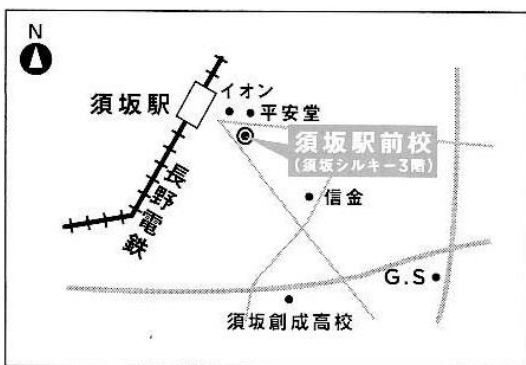 N
イオン
須坂駅
平安堂
須坂駅前校
(須坂シルキー3階)
長野電鉄
信金
G.S
須坂創成高校